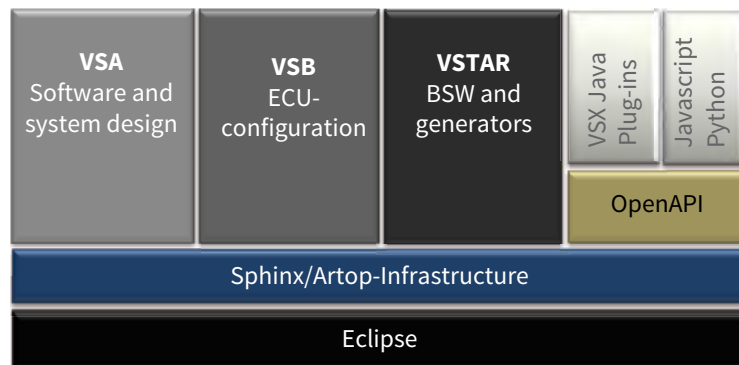 VSA
Software and
system design
VSB
ECU-
configuration
VSTAR
BSW and
generators
VSX Java
Plug-ins
Javascript
Python
OpenAPI
Sphinx/Artop-Infrastructure
Eclipse